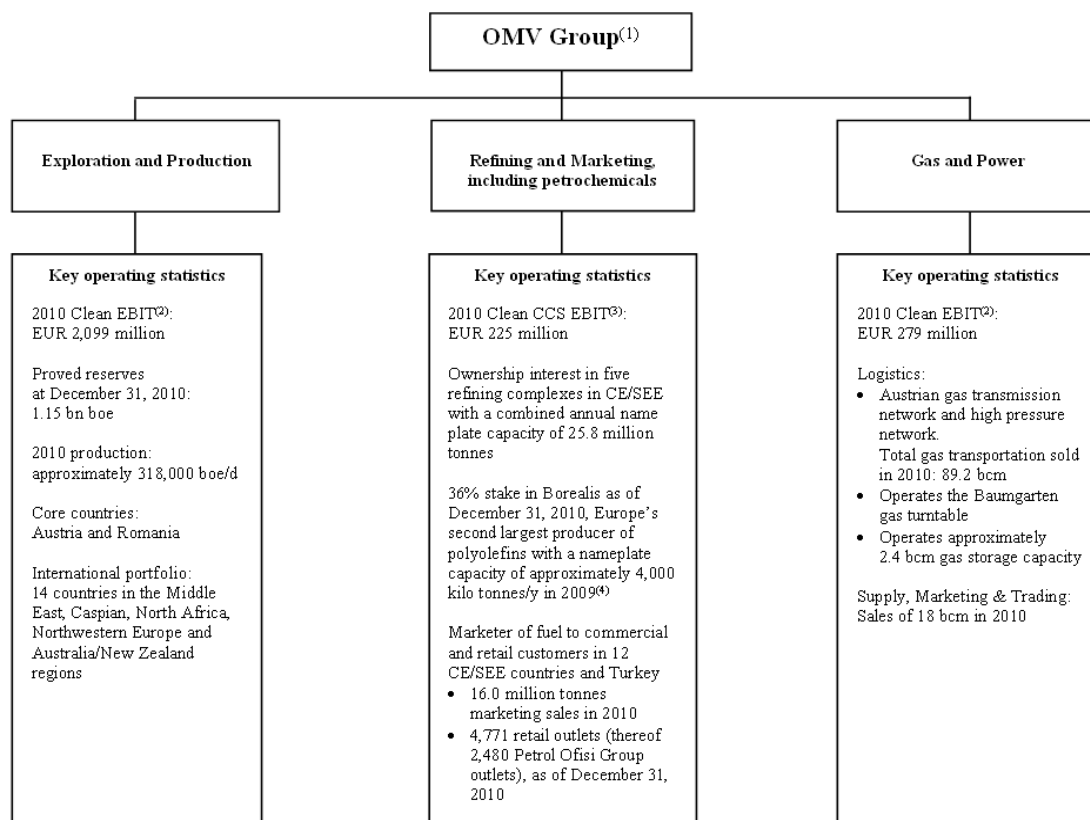 OMV Group(1)
Exploration and Production
Refining and Marketing,
including petrochemicals
Gas and Power
Key operating statistics
2010 Clean EBIT(2):
EUR 2,099 million
Proved reserves
at December 31, 2010:
1.15 bn boe
2010 production:
approximately 318,000 boe/d
Core countries:
Austria and Romania
International portfolio:
14 countries in the Middle
East, Caspian, North Africa,
Northwestern Europe and
Australia/New Zealand
regions
Key operating statistics
2010 Clean CCS EBIT(3):
EUR 225 million
Ownership interest in five
refining complexes in CE/SEE
with a combined annual name
plate capacity of 25.8 million
tonnes
36% stake in Borealis as of
December 31, 2010, Europe's
second largest producer of
polyolefins with a nameplate
capacity of approximately 4,000
kilo tonnes/y in 2009(4)
Marketer of fuel to commercial
and retail customers in 12
CE/SEE countries and Turkey
• 16.0 million tonnes
marketing sales in 2010
• 4,771 retail outlets (thereof
2,480 Petrol Ofisi Group
outlets), as of December 31,
2010
Key operating statistics
2010 Clean EBIT(2):
EUR 279 million
Logistics:
• Austrian gas transmission
network and high pressure
network.
Total gas transportation sold
in 2010: 89.2 bcm
• Operates the Baumgarten
gas turntable
• Operates approximately
2.4 bcm gas storage capacity
Supply, Marketing & Trading:
Sales of 18 bcm in 2010